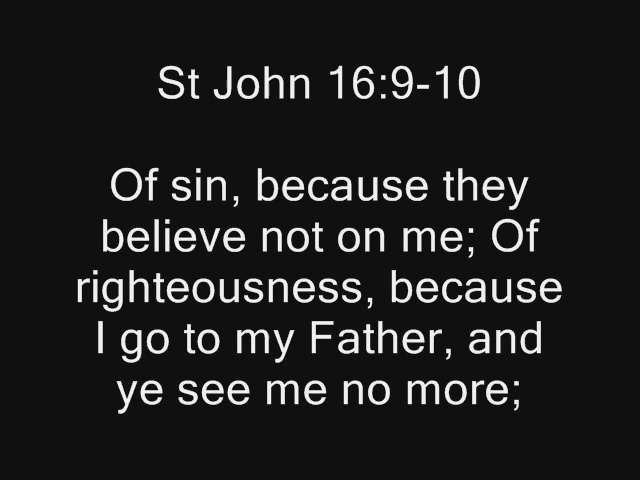 St John 16:9-10
Of sin, because they
believe not on me; Of
righteousness, because
I go to my Father, and
ye see me no more;